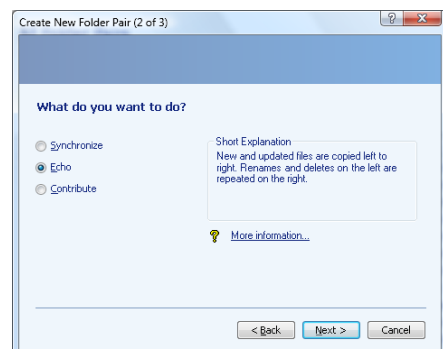 Create New Folder Pair (2 of 3)
What do you want to do?
Synchronize
Echo
Contribute
Short Explanation
New and updated files are copied left to
right. Renames and deletes on the left are
repeated on the right.
More information...
< Back
Next >
Cancel